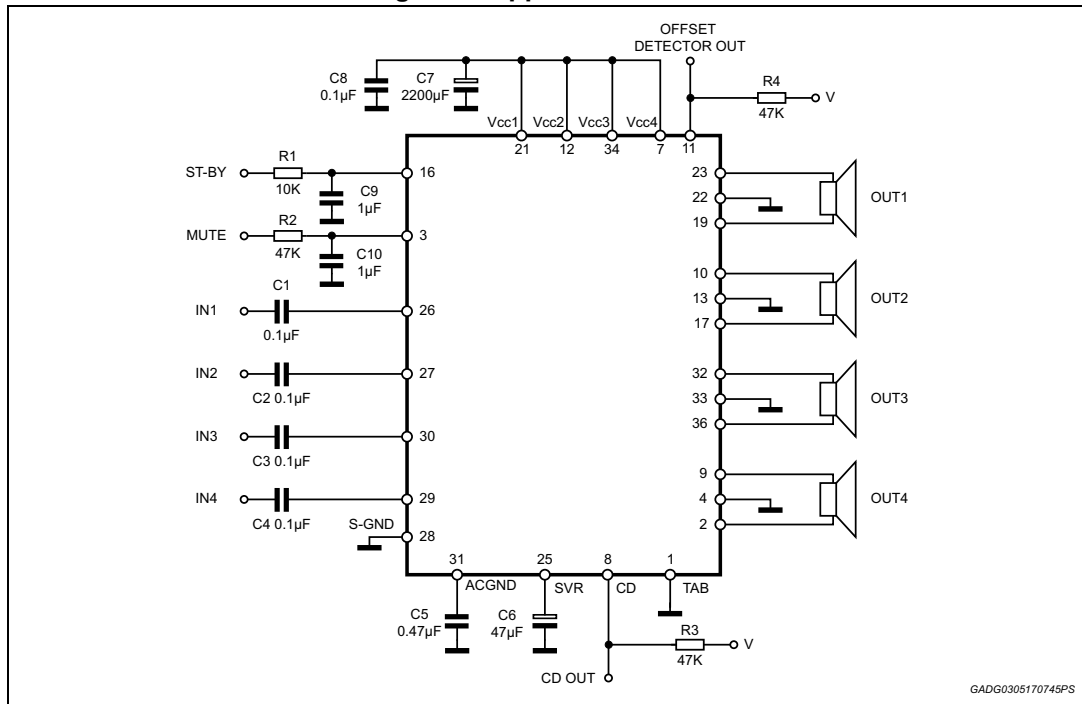 OFFSET
DETECTOR OUT
C8
0.1µF
C7
2200µF
R4
V
47K
Vcc1
Vcc2
Vcc3
Vcc4
21
12
34
7
11
ST-BY
R1
10K
16
C9
1µF
MUTE
R2
47K
3
C10
1µF
C1
IN1
0.1µF
26
IN2
C2 0.1µF
27
IN3
C3 0.1µF
30
IN4
C4 0.1µF
29
S-GND
28
23
22
19
OUT1
10
13
17
OUT2
32
33
36
OUT3
9
4
2
OUT4
31
25
8
1
ACGND
SVR
CD
TAB
C5
0.47µF
C6
47µF
R3
V
47K
CD OUT
GADG0305170745PS